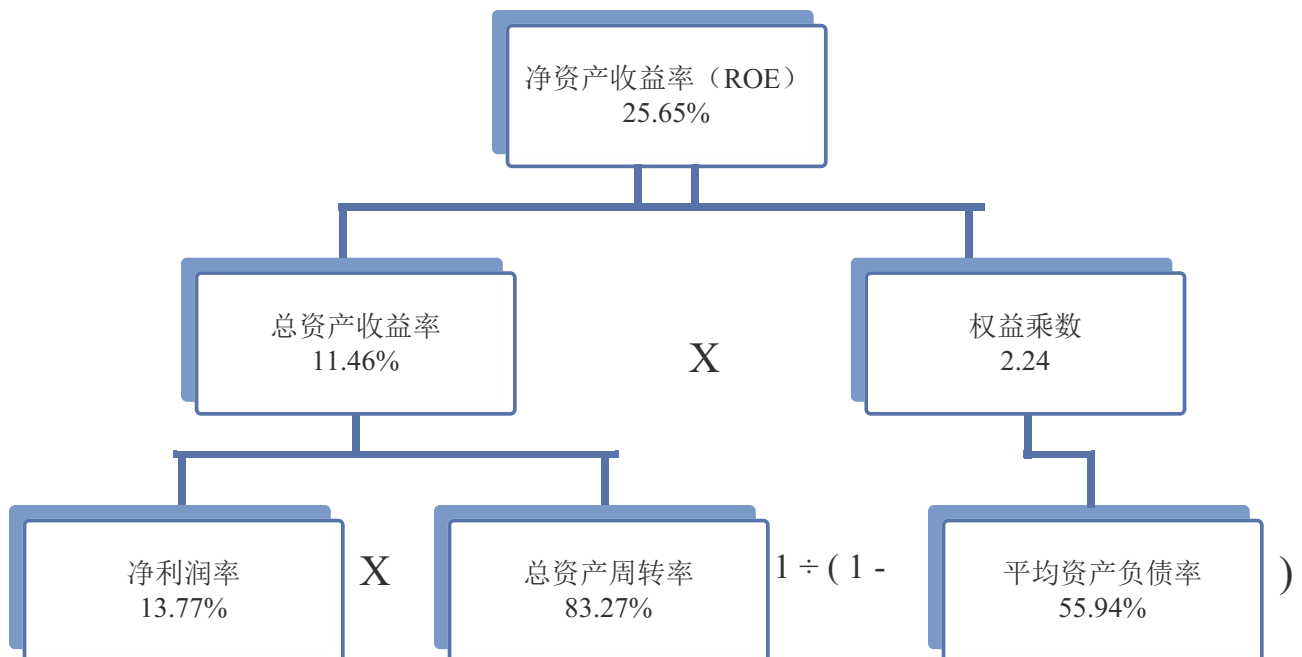 净资产收益率（ROE）
25.65%
总资产收益率
11.46%
X
权益乘数
2.24
净利润率
13.77%
X
总资产周转率
83.27%
1 ÷ ( 1 -
平均资产负债率
55.94%
)